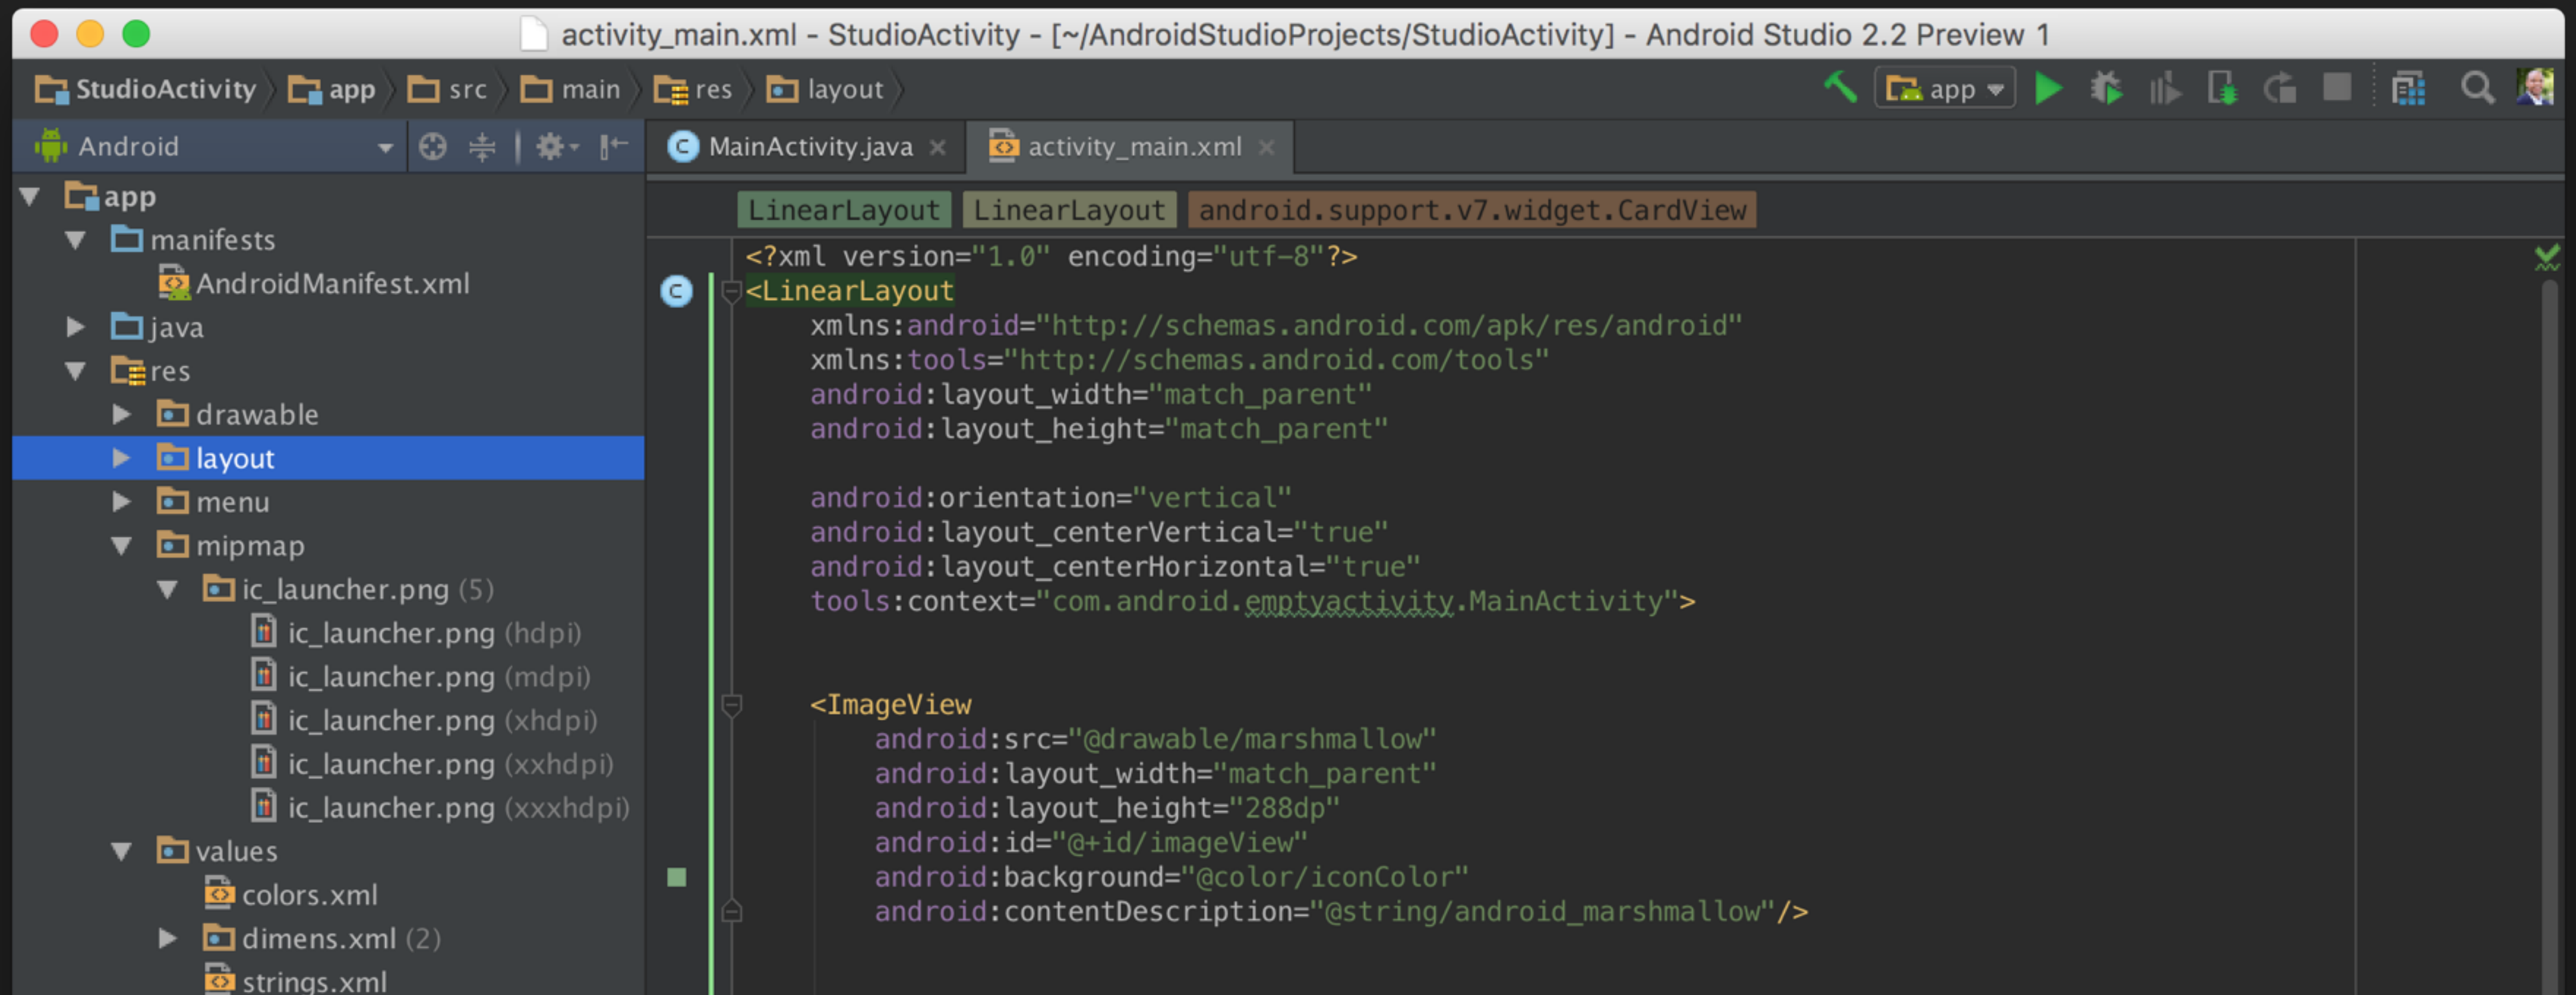 activity_main.xml - StudioActivity - [~/AndroidStudioProjects/StudioActivity] - Android Studio 2.2 Preview 1
StudioActivity app src main res layout app
Android
MainActivity.java activity_main.xml
app
manifests
AndroidManifest.xml
java
res
drawable
layout
menu
mipmap
ic_launcher.png (5)
ic_launcher.png (hdpi)
ic_launcher.png (mdpi)
ic_launcher.png (xhdpi)
ic_launcher.png (xxhdpi)
ic_launcher.png (xxxhdpi)
values
colors.xml
dimens.xml (2)
strings.xml
LinearLayout LinearLayout android.support.v7.widget.CardView
<?xml version="1.0" encoding="utf-8"?>
<LinearLayout
xmlns:android="http://schemas.android.com/apk/res/android"
xmlns:tools="http://schemas.android.com/tools"
android:layout_width="match_parent"
android:layout_height="match_parent"
android:orientation="vertical"
android:layout_centerVertical="true"
android:layout_centerHorizontal="true"
tools:context="com.android.emptyactivity.MainActivity">
<ImageView
android:src="@drawable/marshmallow"
android:layout_width="match_parent"
android:layout_height="288dp"
android:id="@+id/imageView"
android:background="@color/iconColor"
android:contentDescription="@string/android_marshmallow"/>